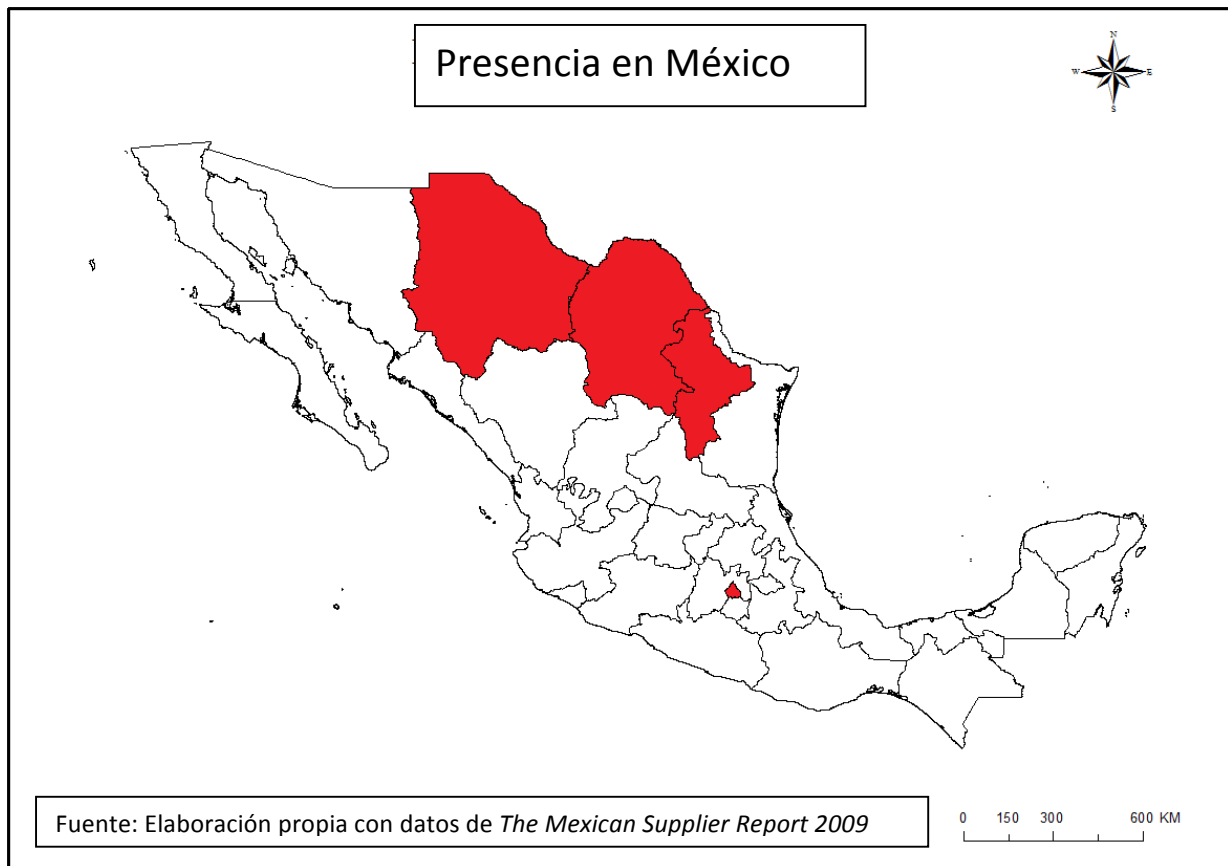 Presencia en México
N
W E
S
Fuente: Elaboración propia con datos de The Mexican Supplier Report 2009
0 150 300 600 KM